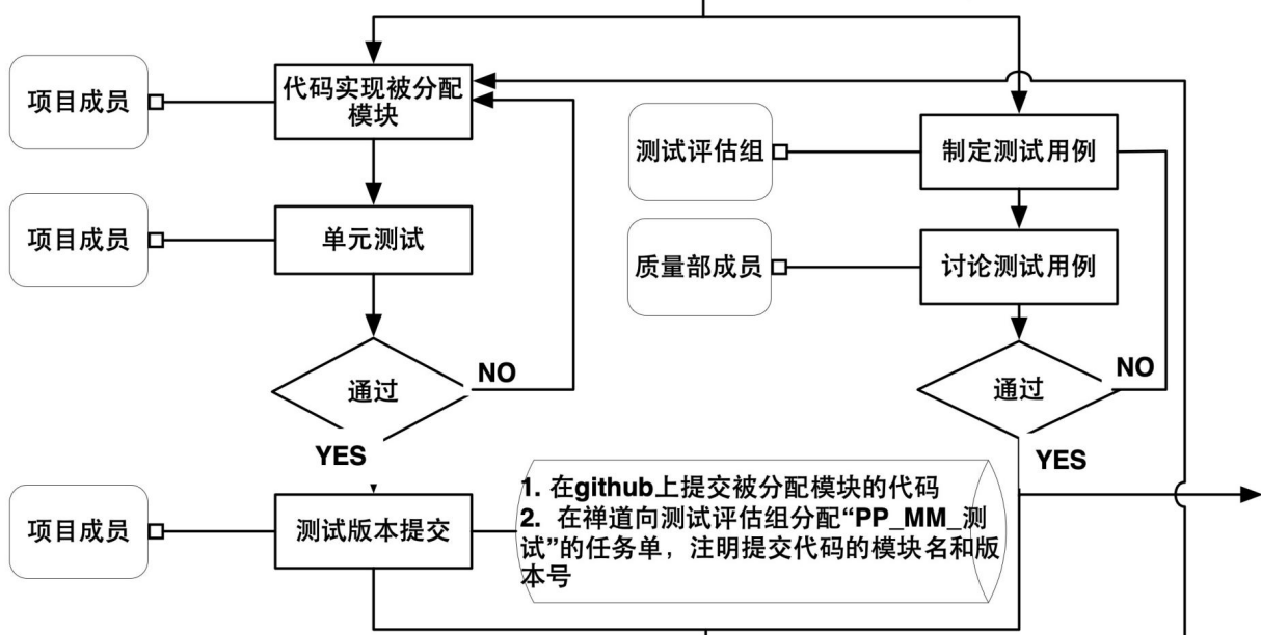 项目成员
代码实现被分配
模块
测试评估组
制定测试用例
项目成员
单元测试
质量部成员
讨论测试用例
通过
NO
通过
NO
YES
YES
项目成员
测试版本提交
1. 在github上提交被分配模块的代码
2. 在禅道向测试评估组分配“PP_MM_测
试”的任务单，注明提交代码的模块名和版
本号